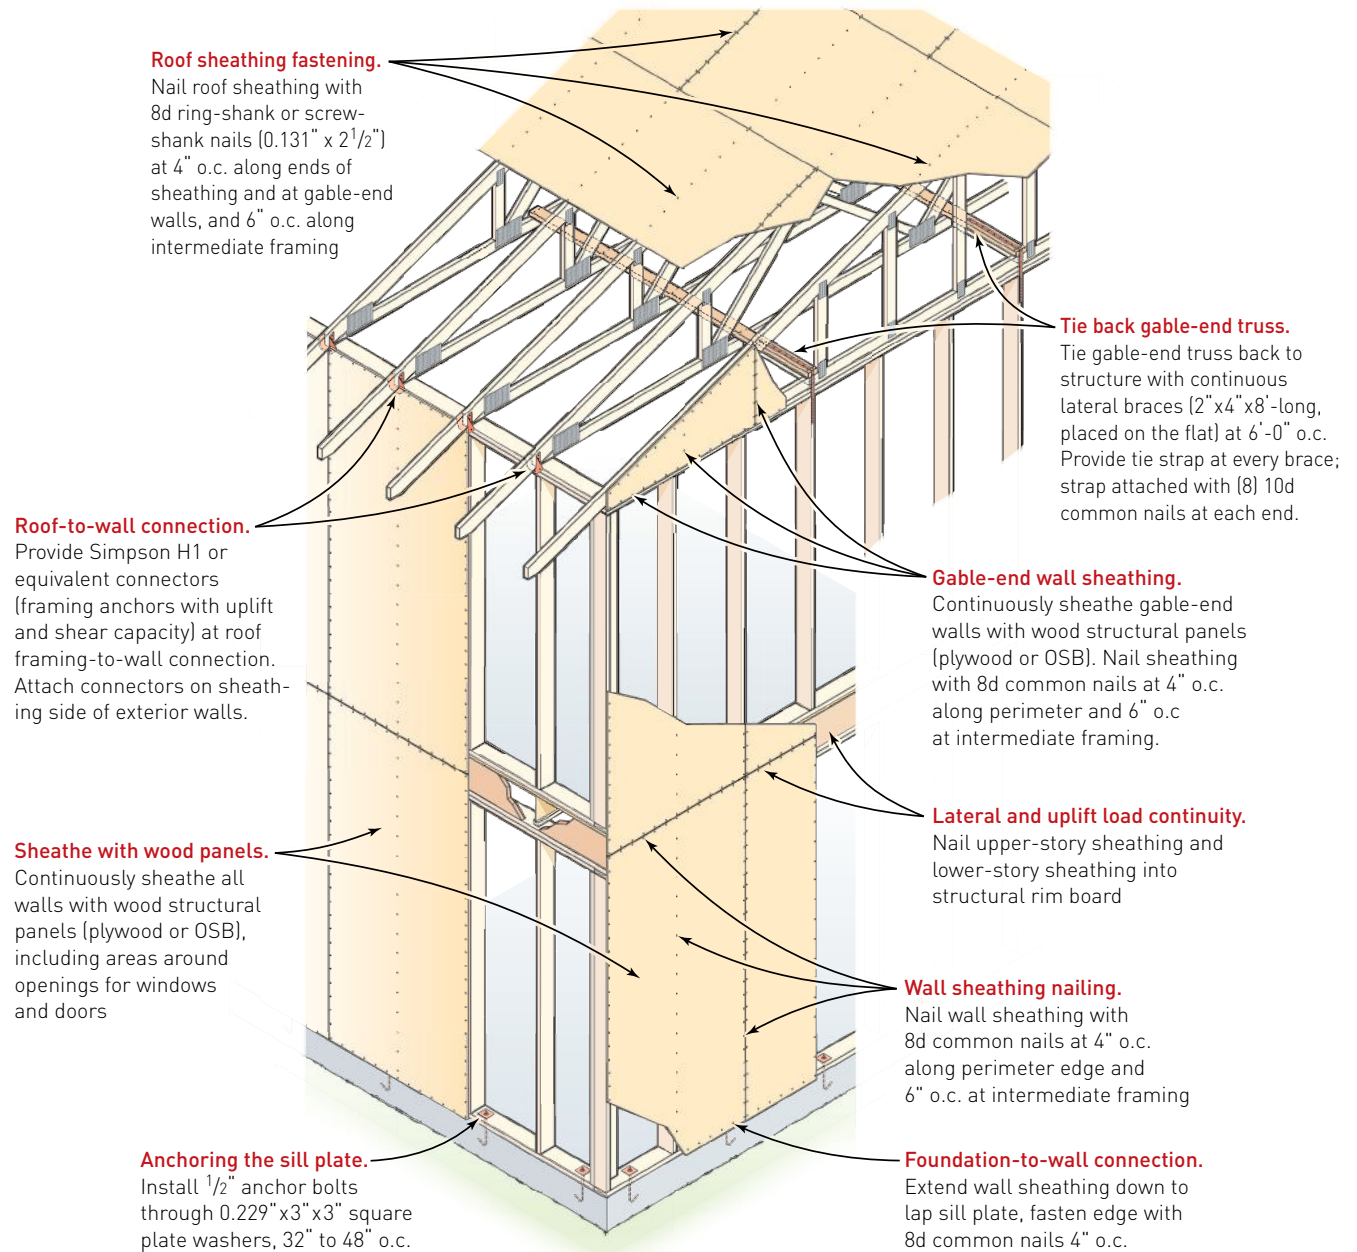 Roof sheathing fastening.
Nail roof sheathing with
8d ring-shank or screw-
shank nails (0.131" x 2 1/2")
at 4" o.c. along ends of
sheathing and at gable-end
walls, and 6" o.c. along
intermediate framing
Tie back gable-end truss.
Tie gable-end truss back to
structure with continuous
lateral braces (2"x4"x8'-long,
placed on the flat) at 6'-0" o.c.
Provide tie strap at every brace;
strap attached with (8) 10d
common nails at each end.
Roof-to-wall connection.
Provide Simpson H1 or
equivalent connectors
(framing anchors with uplift
and shear capacity) at roof
framing-to-wall connection.
Attach connectors on sheath-
ing side of exterior walls.
Gable-end wall sheathing.
Continuously sheathe gable-end
walls with wood structural panels
(plywood or OSB). Nail sheathing
with 8d common nails at 4" o.c.
along perimeter and 6" o.c
at intermediate framing.
Lateral and uplift load continuity.
Nail upper-story sheathing and
lower-story sheathing into
structural rim board
Sheathe with wood panels.
Continuously sheathe all
walls with wood structural
panels (plywood or OSB),
including areas around
openings for windows
and doors
Wall sheathing nailing.
Nail wall sheathing with
8d common nails at 4" o.c.
along perimeter edge and
6" o.c. at intermediate framing
Anchoring the sill plate.
Install 1/2" anchor bolts
through 0.229"x3"x3" square
plate washers, 32" to 48" o.c.
Foundation-to-wall connection.
Extend wall sheathing down to
lap sill plate, fasten edge with
8d common nails 4" o.c.